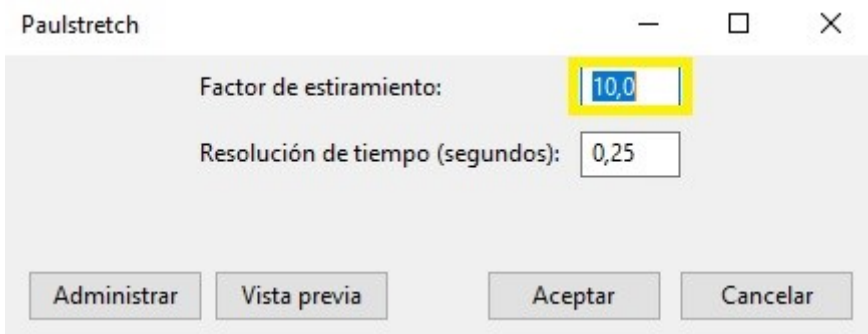 Paulstretch
Factor de estiramiento: 10,0
Resolución de tiempo (segundos): 0,25
Administrar Vista previa Aceptar Cancelar